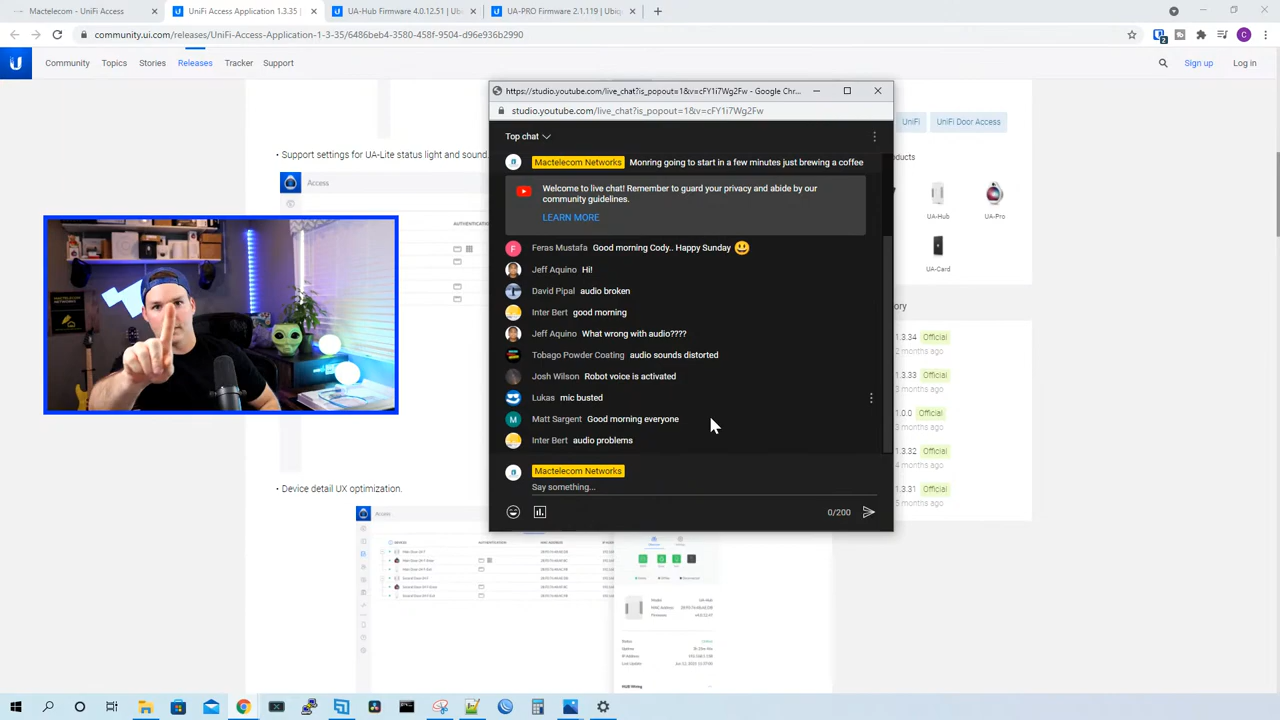 Mactelecom - UniFi Access
UniFi Access Application 1.3.35 |
UA-Hub Firmware 4.0.12.51 | Ubi
UA-PRO Firmware 2.1.119 | Ubiq
community.ui.com/releases/UniFi-Access-Application-1-3-35/6486beb4-3580-458f-9504-d96e936b2990
Community Topics Stories Releases Tracker Support
Sign up Log in
https://studio.youtube.com/live_chat?is_popout=1&v=cFY1i7Wg2Fw - Google Chr...
studio.youtube.com/live_chat?is_popout=1&v=cFY1i7Wg2Fw
Top chat
Mactelecom Networks Monring going to start in a few minutes just brewing a coffee
Welcome to live chat! Remember to guard your privacy and abide by our
community guidelines.
LEARN MORE
Feras Mustafa Good morning Cody.. Happy Sunday
Jeff Aquino Hi!
David Pipal audio broken
Inter Bert good morning
Jeff Aquino What wrong with audio????
Tobago Powder Coating audio sounds distorted
Josh Wilson Robot voice is activated
Lukas mic busted
Matt Sargent Good morning everyone
Inter Bert audio problems
Mactelecom Networks
Say something...
0/200
• Support settings for UA-Lite status light and sound.
Access
AUTHENTICATION
• Device detail UX optimization.
Access
UniFi UniFi Door Access
UA-Hub UA-Pro
UA-Card
1.3.34 Official
1.3.33 Official
1.0.0 Official
1.3.32 Official
1.3.31 Official